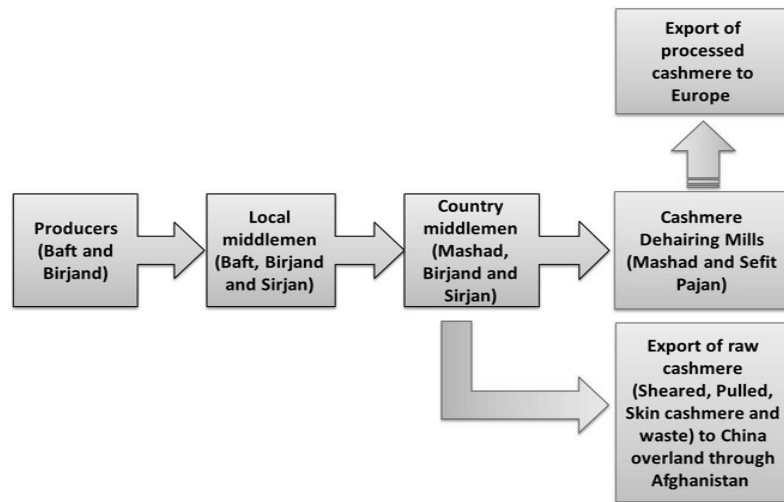 Export of
processed
cashmere to
Europe
Producers
(Baft and
Birjand)
Local
middlemen
(Baft, Birjand
and Sirjan)
Country
middlemen
(Mashad,
Birjand and
Sirjan)
Cashmere
Dehairing Mills
(Mashad and Sefit
Pajan)
Export of raw
cashmere
(Sheared, Pulled,
Skin cashmere and
waste) to China
overland through
Afghanistan